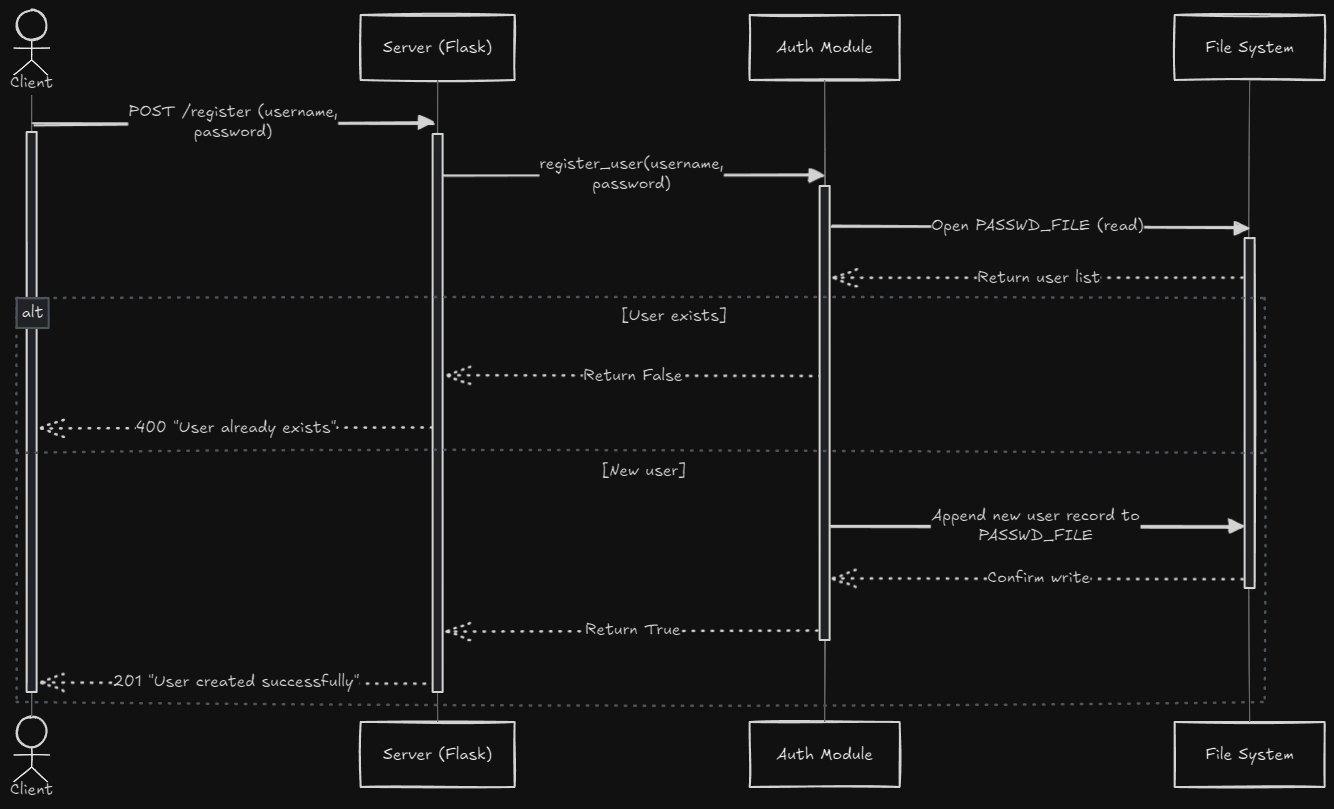 Client
Server (Flask)
Auth Module
File System
POST /register (username,
password)
register_user(username,
password)
Open PASSWD_FILE (read)
Return user list
alt
[User exists]
Return False
400 "User already exists"
[New user]
Append new user record to
PASSWD_FILE
Confirm write
Return True
201 "User created successfully"
Client
Server (Flask)
Auth Module
File System